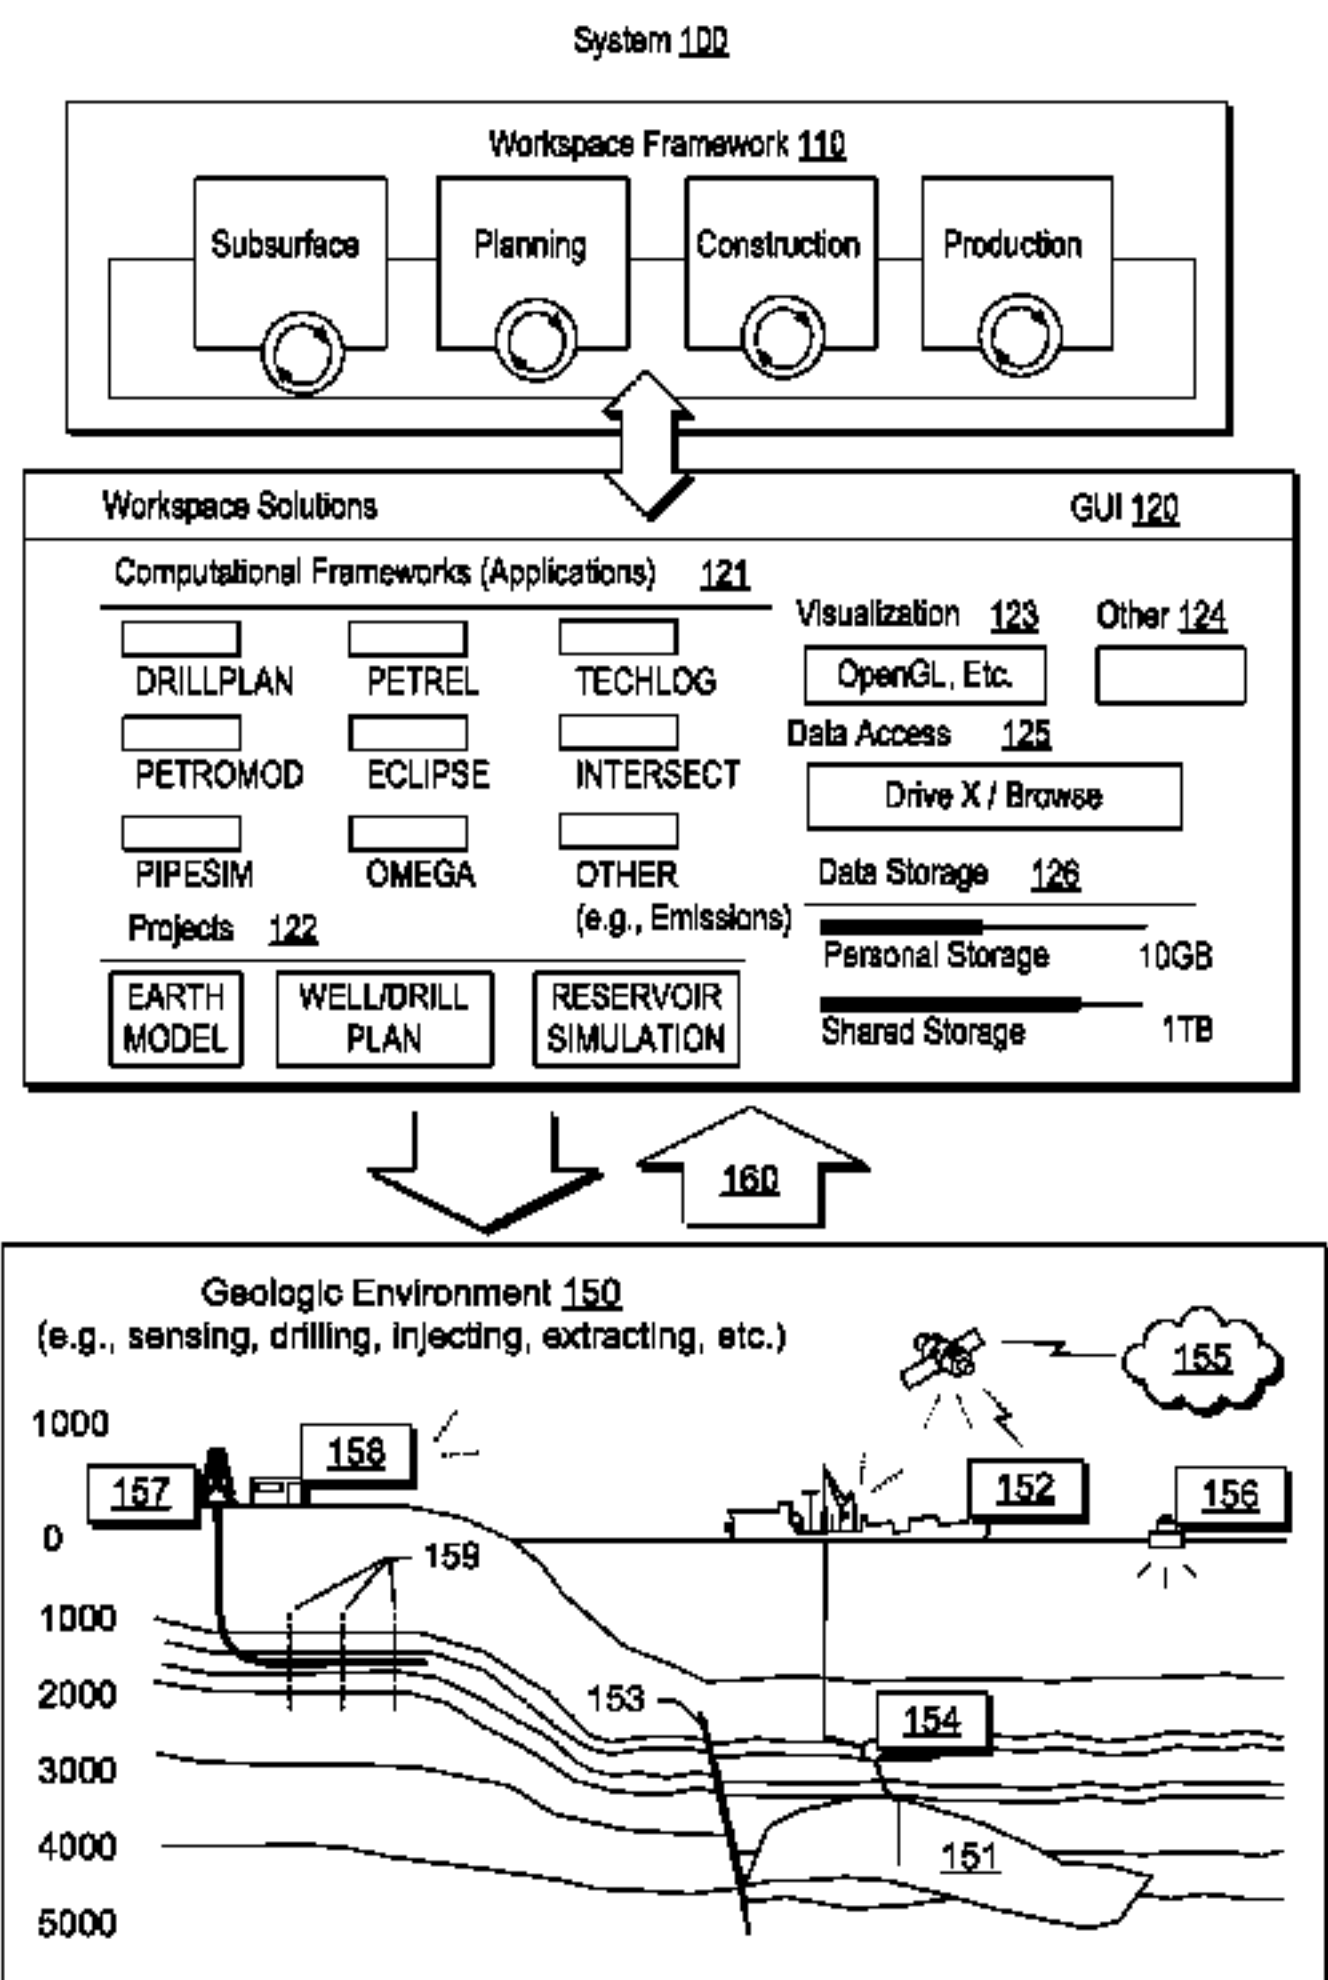 System 100
Workspace Framework 110
Subsurface
Planning
Construction
Production
Workspace Solutions
GUI 120
Computational Frameworks (Applications) 121
DRILLPLAN
PETREL
TECHLOG
PETROMOD
ECLIPSE
INTERSECT
PIPESIM
OMEGA
OTHER
(e.g., Emissions)
Visualization 123
Other 124
OpenGL, Etc.
Data Access 125
Drive X / Browse
Data Storage 126
Personal Storage 10GB
Shared Storage 1TB
Projects 122
EARTH
MODEL
WELL/DRILL
PLAN
RESERVOIR
SIMULATION
160
Geologic Environment 150
(e.g., sensing, drilling, injecting, extracting, etc.)
155
1000
158
157
152
156
0
159
1000
2000
153
154
3000
4000
151
5000